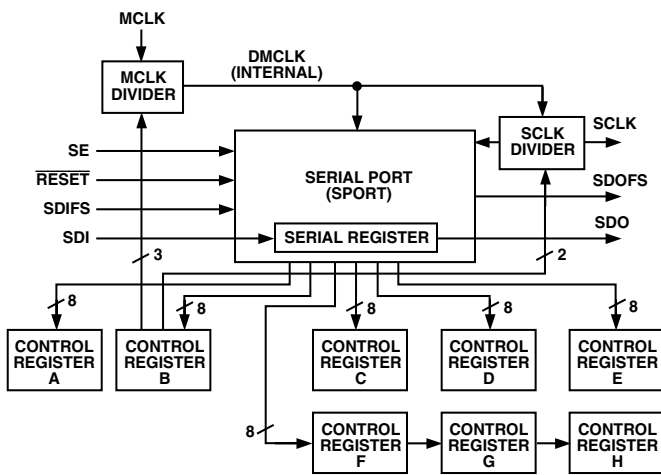 MCLK
MCLK
DIVIDER
DMCLK
(INTERNAL)
SCLK
DIVIDER
SCLK
SE
RESET
SDIFS
SDI
SERIAL PORT
(SPORT)
SERIAL REGISTER
SDOFS
SDO
3
2
8
8
8
8
8
CONTROL
REGISTER
A
CONTROL
REGISTER
B
CONTROL
REGISTER
C
CONTROL
REGISTER
D
CONTROL
REGISTER
E
8
CONTROL
REGISTER
F
CONTROL
REGISTER
G
CONTROL
REGISTER
H